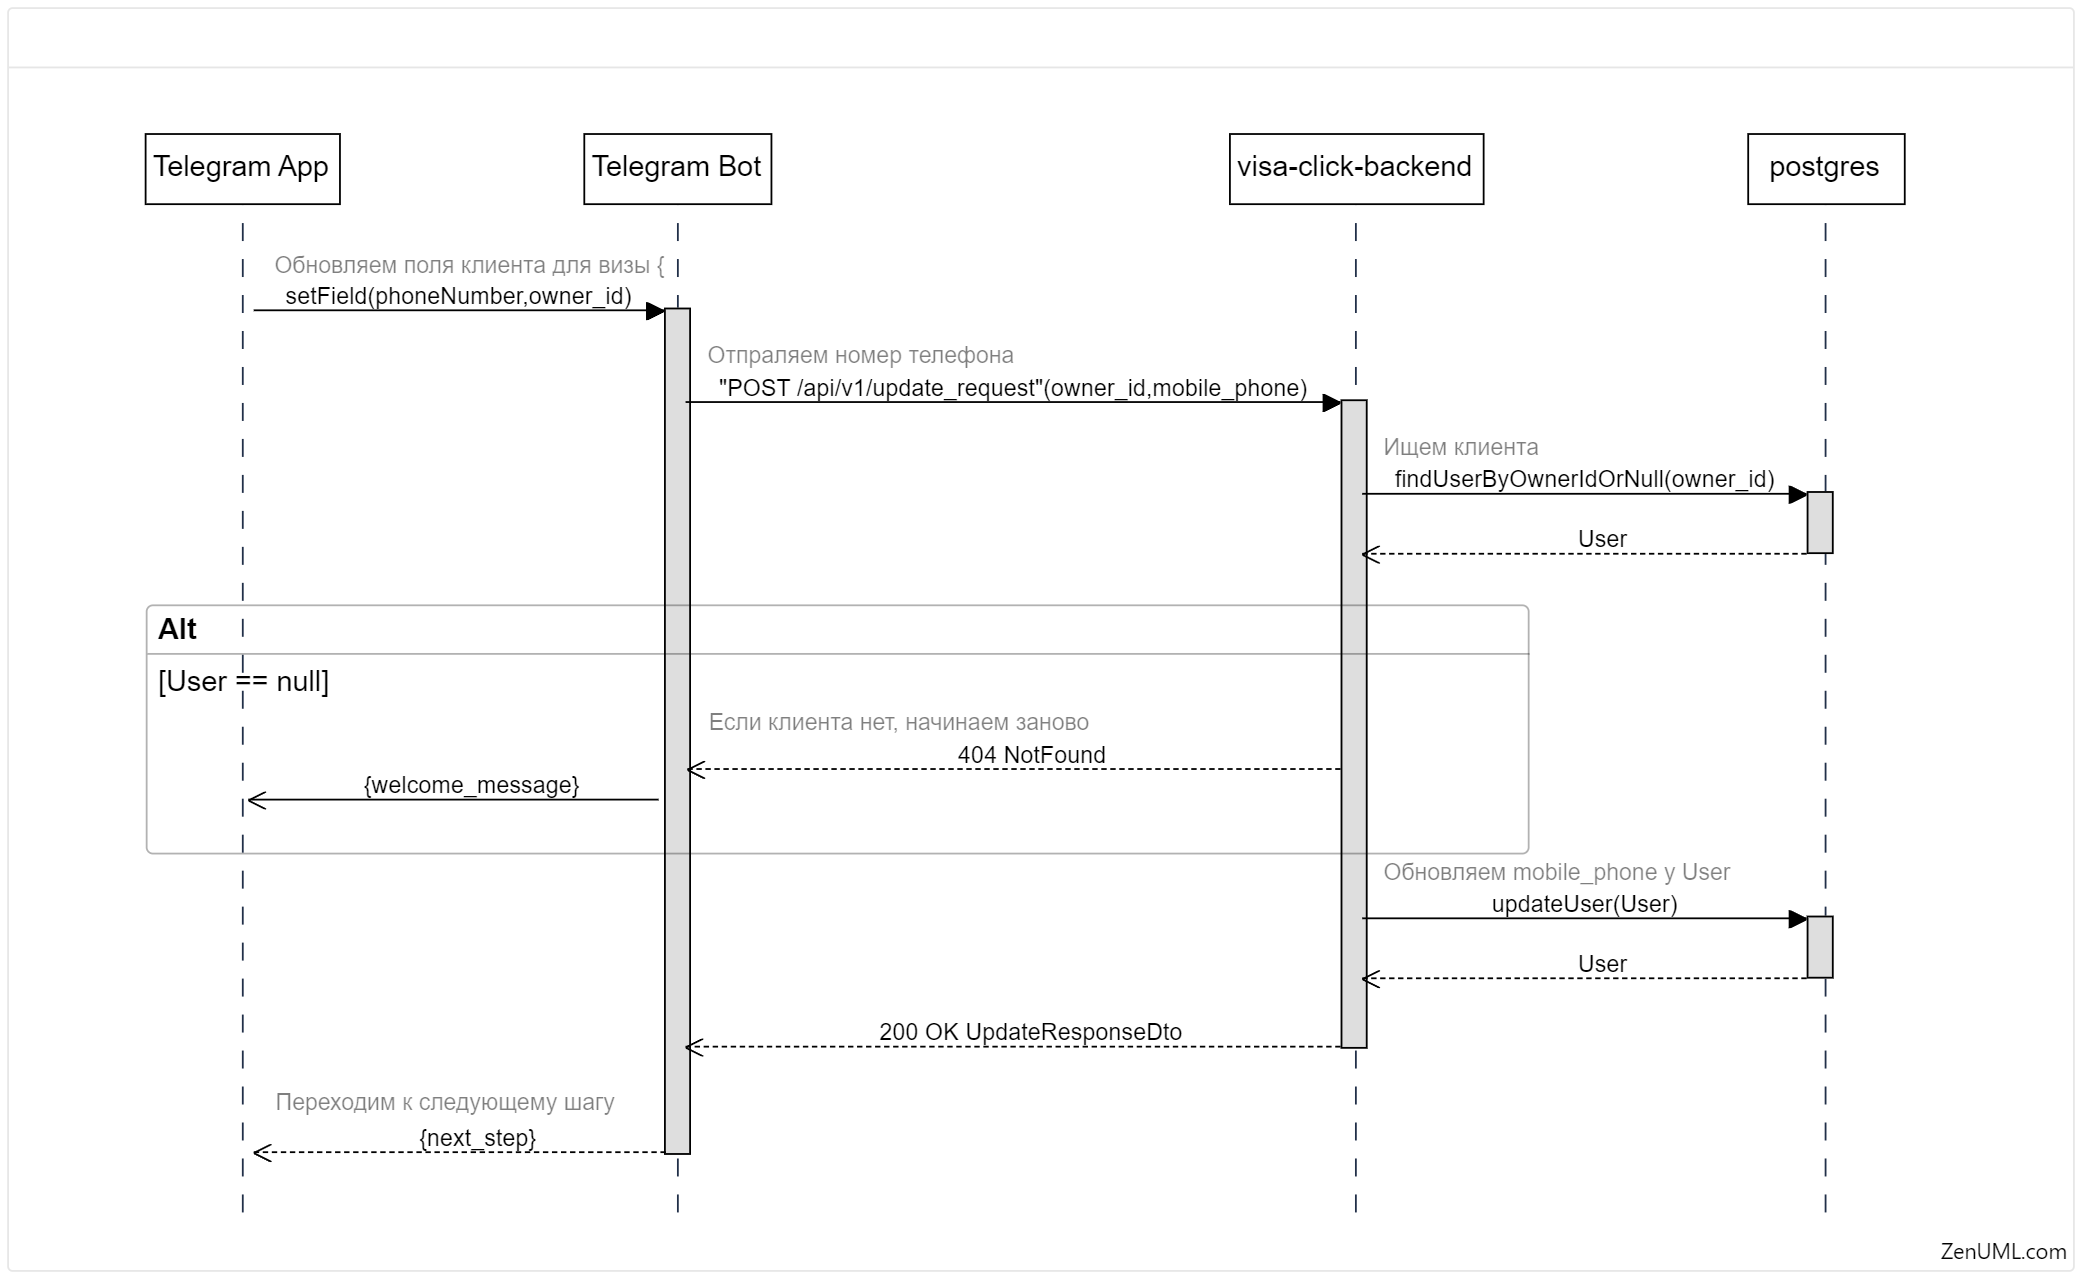 Telegram App
Telegram Bot
visa-click-backend
postgres
Обновляем поля клиента для визы {
setField(phoneNumber,owner_id)
Отпраляем номер телефона
"POST /api/v1/update_request"(owner_id,mobile_phone)
Ищем клиента
findUserByOwnerIdOrNull(owner_id)
User
Alt
[User == null]
Если клиента нет, начинаем заново
404 NotFound
{welcome_message}
Обновляем mobile_phone у User
updateUser(User)
User
200 OK UpdateResponseDto
Переходим к следующему шагу
{next_step}
ZenUML.com